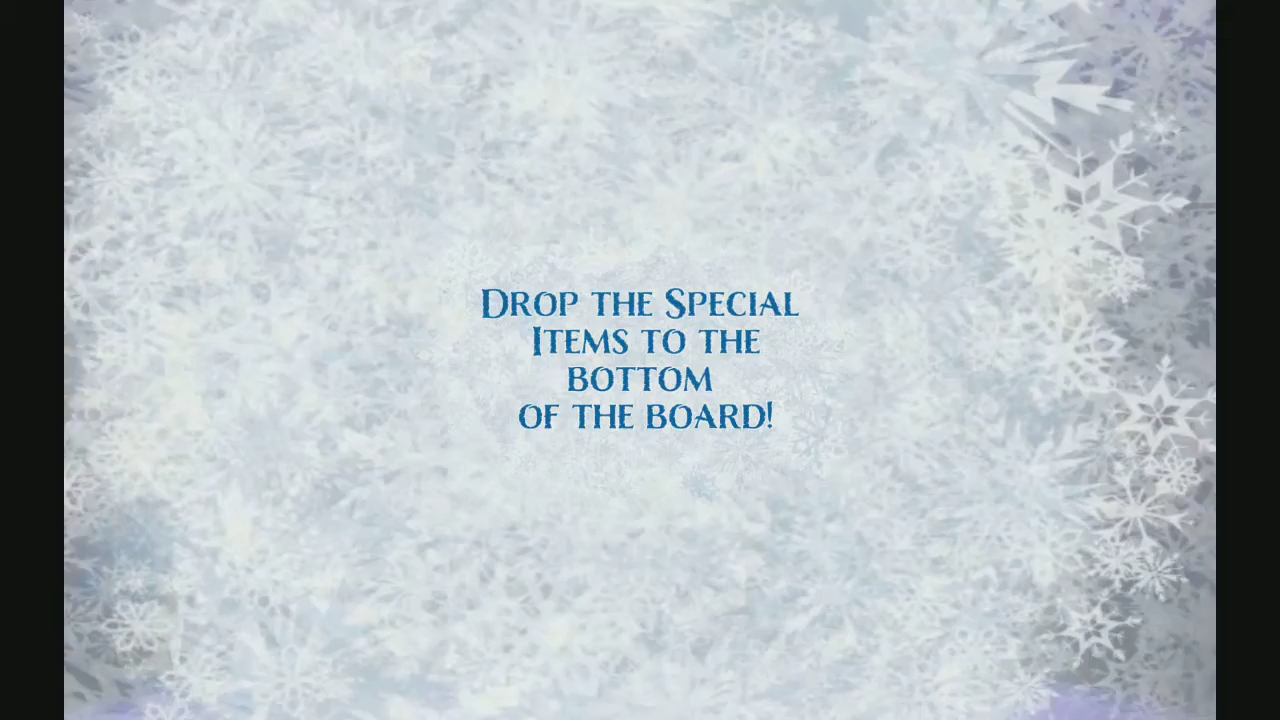 Drop the Special
Items to the
bottom
of the board!